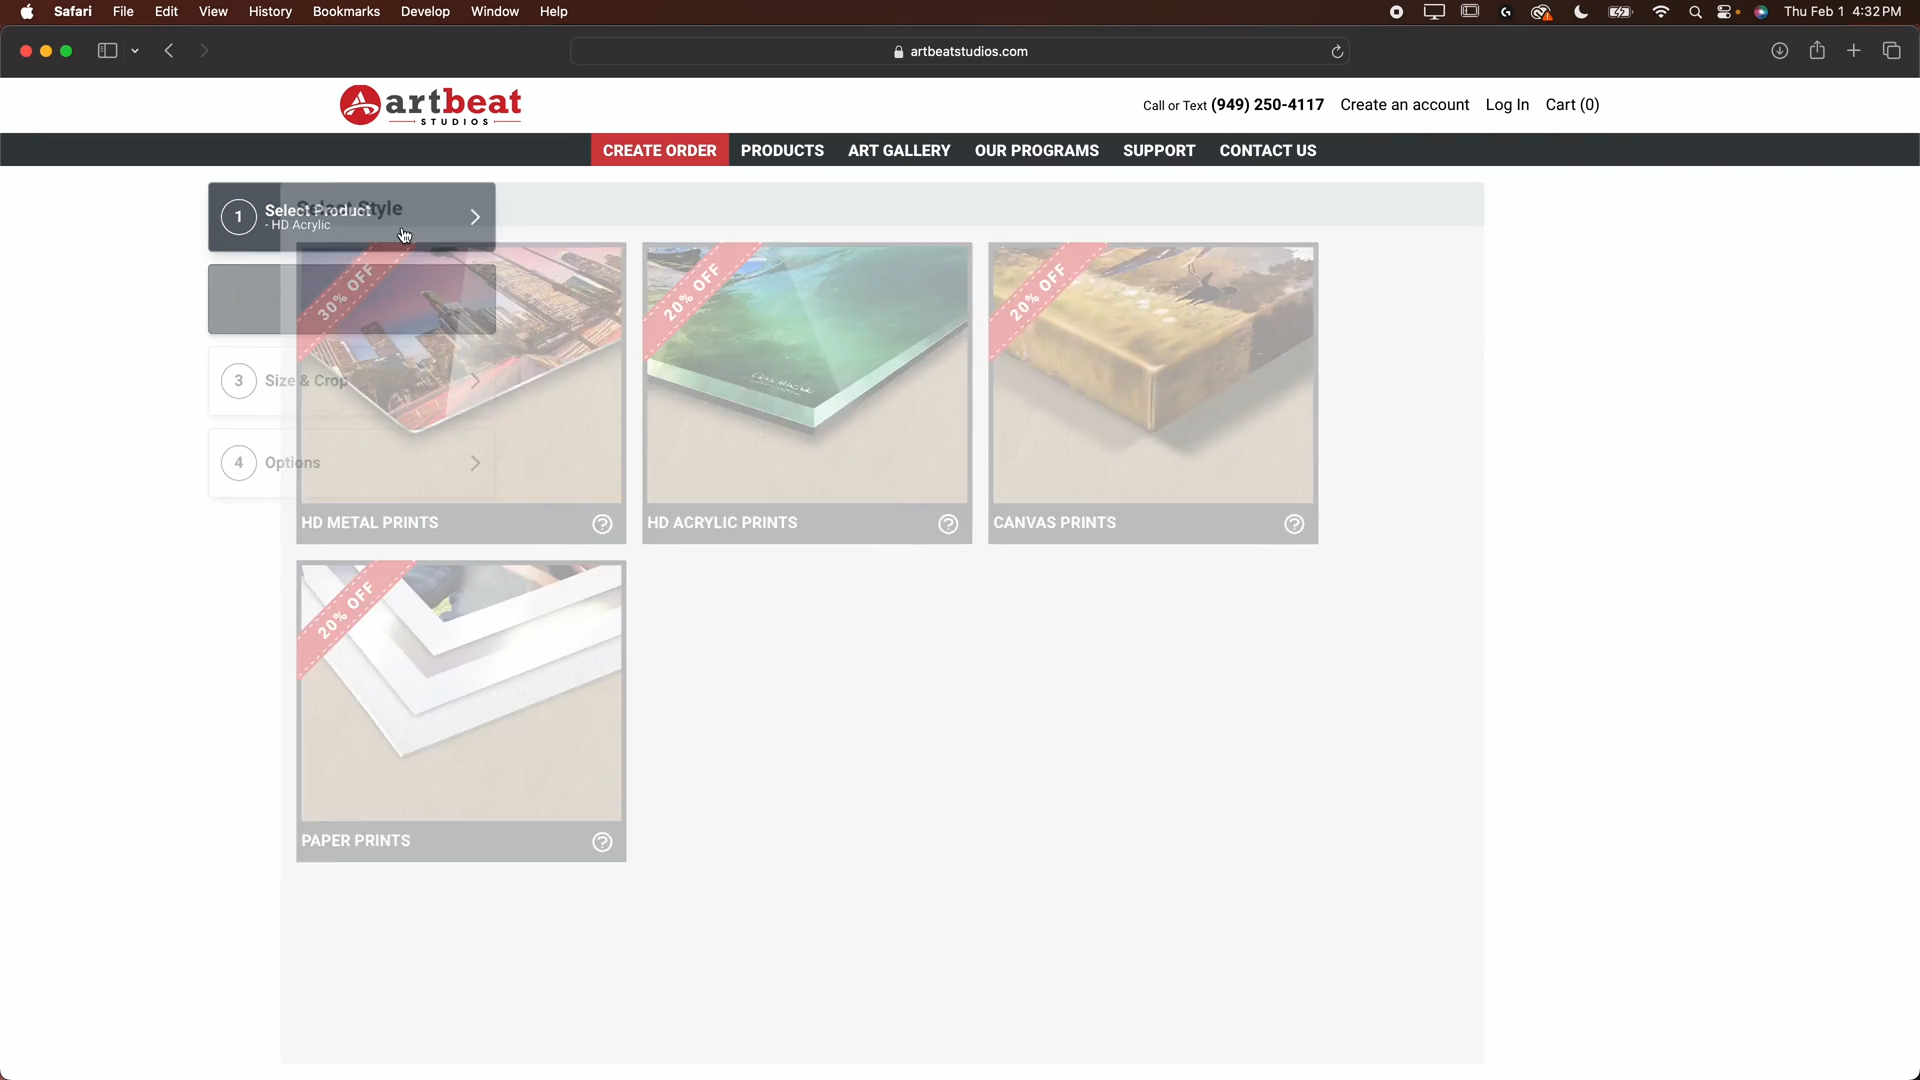 Safari File Edit View History Bookmarks Develop Window Help Thu Feb 1 4:32 PM
artbeatstudios.com
artbeat
STUDIOS
Call or Text (949) 250-4117 Create an account Log In Cart (0)
CREATE ORDER PRODUCTS ART GALLERY OUR PROGRAMS SUPPORT CONTACT US
Select Style
1 Select Product
- HD Acrylic
3 Size & Crop
4 Options
30% OFF
20% OFF
20% OFF
HD METAL PRINTS ?
HD ACRYLIC PRINTS ?
CANVAS PRINTS ?
20% OFF
PAPER PRINTS ?